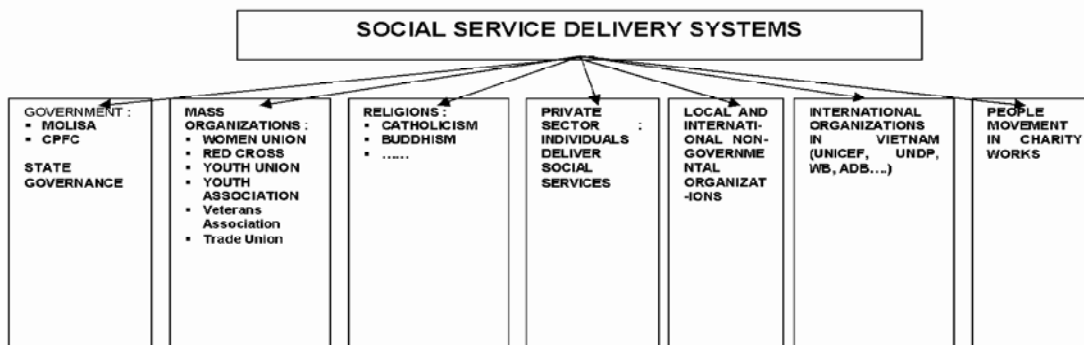 SOCIAL SERVICE DELIVERY SYSTEMS
GOVERNMENT :
▪ MOLISA
▪ CPFC
STATE
GOVERNANCE
MASS
ORGANIZATIONS :
▪ WOMEN UNION
▪ RED CROSS
▪ YOUTH UNION
▪ YOUTH
ASSOCIATION
▪ Veterans
Association
▪ Trade Union
RELIGIONS :
▪ CATHOLICISM
▪ BUDDHISM
▪ ......
PRIVATE
SECTOR :
INDIVIDUALS
DELIVER
SOCIAL
SERVICES
LOCAL AND
INTERNATI-
ONAL NON-
GOVERNME
NTAL
ORGANIZAT
-IONS
INTERNATIONAL
ORGANIZATIONS
IN VIETNAM
(UNICEF, UNDP,
WB, ADB....)
PEOPLE
MOVEMENT
IN CHARITY
WORKS